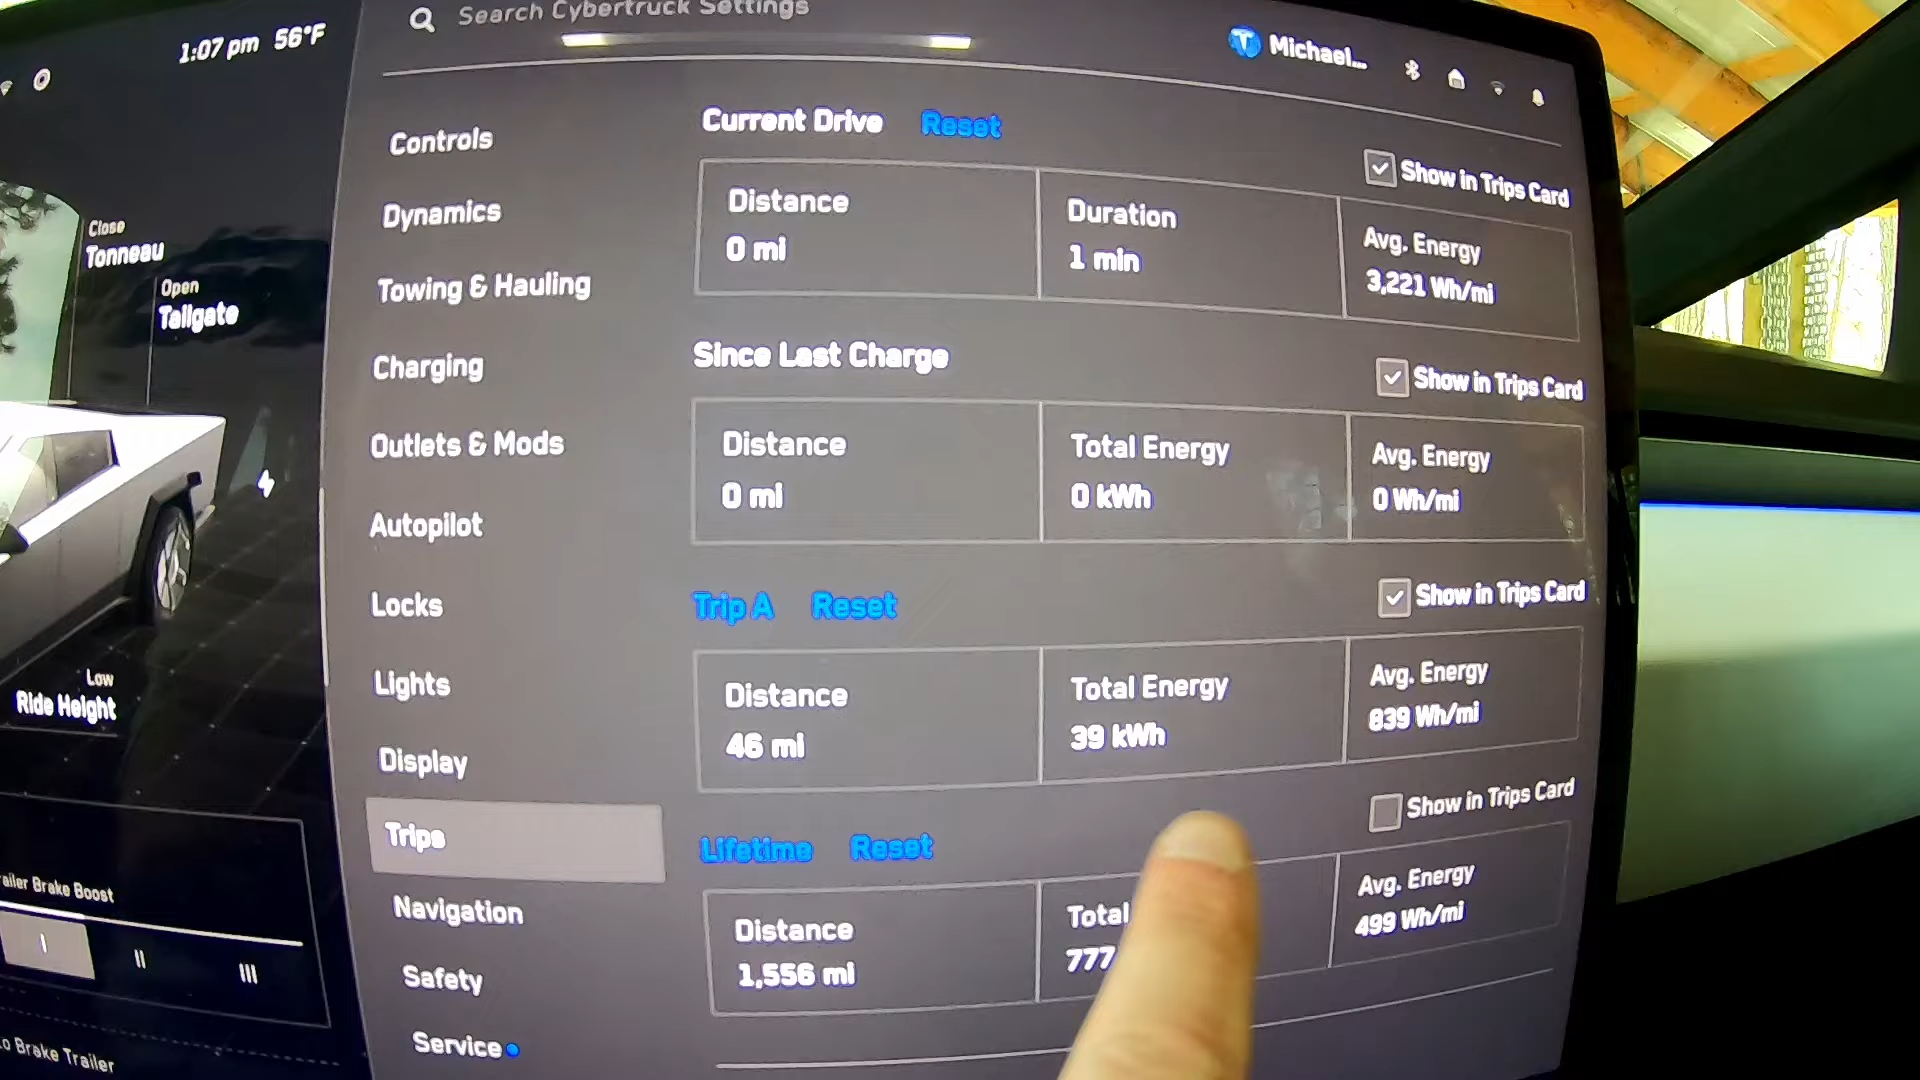 1:07 pm 56°F
Search Cybertruck Settings
Michael...
Close
Tonneau
Open
Tailgate
Low
Ride Height
Brake Boost
I II III
Brake Trailer
Controls
Dynamics
Towing & Hauling
Charging
Outlets & Mods
Autopilot
Locks
Lights
Display
Trips
Navigation
Safety
Service
Current Drive Reset
Show in Trips Card
Distance
0 mi
Duration
1 min
Avg. Energy
3,221 Wh/mi
Since Last Charge
Show in Trips Card
Distance
0 mi
Total Energy
0 kWh
Avg. Energy
0 Wh/mi
Trip A Reset
Show in Trips Card
Distance
46 mi
Total Energy
39 kWh
Avg. Energy
839 Wh/mi
Lifetime Reset
Show in Trips Card
Distance
1,556 mi
Total
777
Avg. Energy
499 Wh/mi